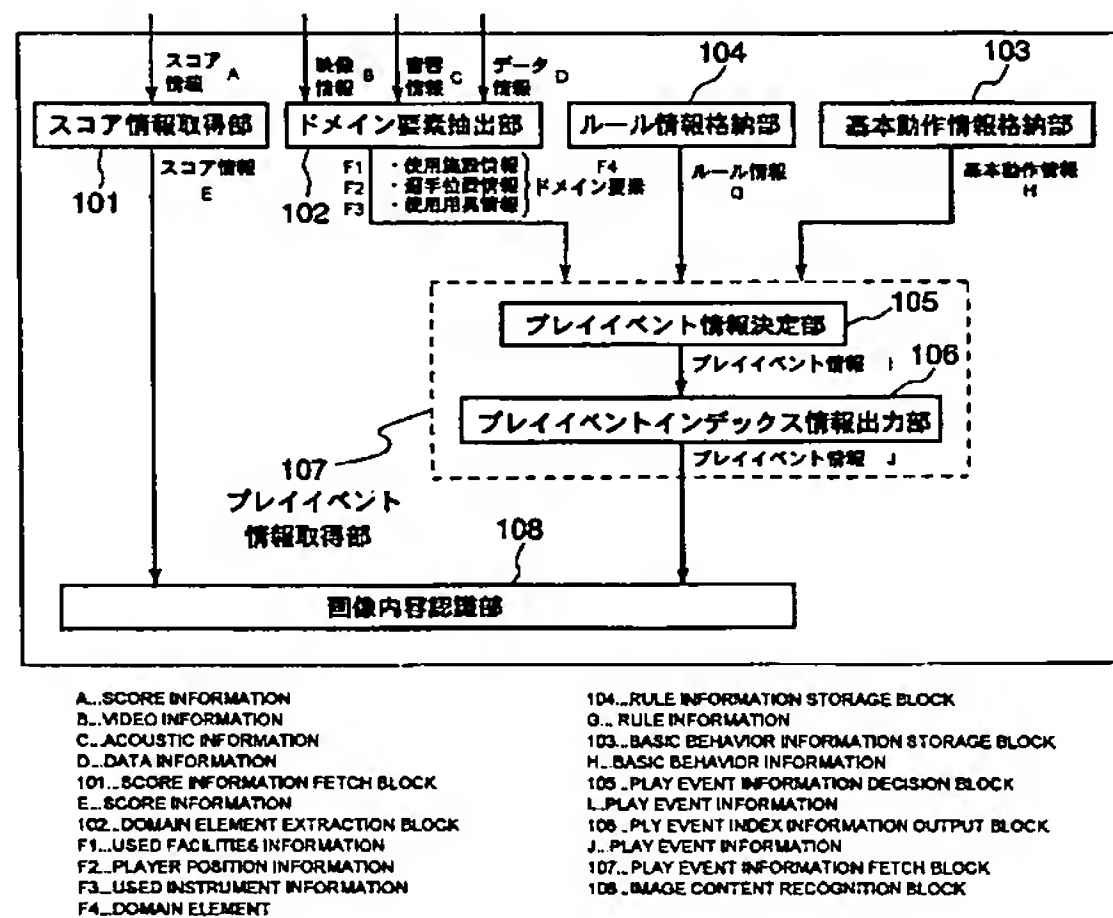 スコア情報 A
映像情報 B
音響情報 C
データ情報 D
104
103
スコア情報取得部
ドメイン要素抽出部
ルール情報格納部
基本動作情報格納部
101
スコア情報
E
102
F1 ・使用施設情報
F2 ・選手位置情報
F3 ・使用用具情報
F4
ドメイン要素
ルール情報
G
基本動作情報
H
105
プレイイベント情報決定部
プレイイベント情報 I
106
プレイイベントインデックス情報出力部
プレイイベント情報 J
107
プレイイベント
情報取得部
108
画像内容認識部
A...SCORE INFORMATION
B...VIDEO INFORMATION
C...ACOUSTIC INFORMATION
D...DATA INFORMATION
101...SCORE INFORMATION FETCH BLOCK
E...SCORE INFORMATION
102...DOMAIN ELEMENT EXTRACTION BLOCK
F1...USED FACILITIES INFORMATION
F2...PLAYER POSITION INFORMATION
F3...USED INSTRUMENT INFORMATION
F4...DOMAIN ELEMENT
104...RULE INFORMATION STORAGE BLOCK
G...RULE INFORMATION
103...BASIC BEHAVIOR INFORMATION STORAGE BLOCK
H...BASIC BEHAVIOR INFORMATION
105...PLAY EVENT INFORMATION DECISION BLOCK
I...PLAY EVENT INFORMATION
106...PLY EVENT INDEX INFORMATION OUTPUT BLOCK
J...PLAY EVENT INFORMATION
107...PLAY EVENT INFORMATION FETCH BLOCK
108...IMAGE CONTENT RECOGNITION BLOCK